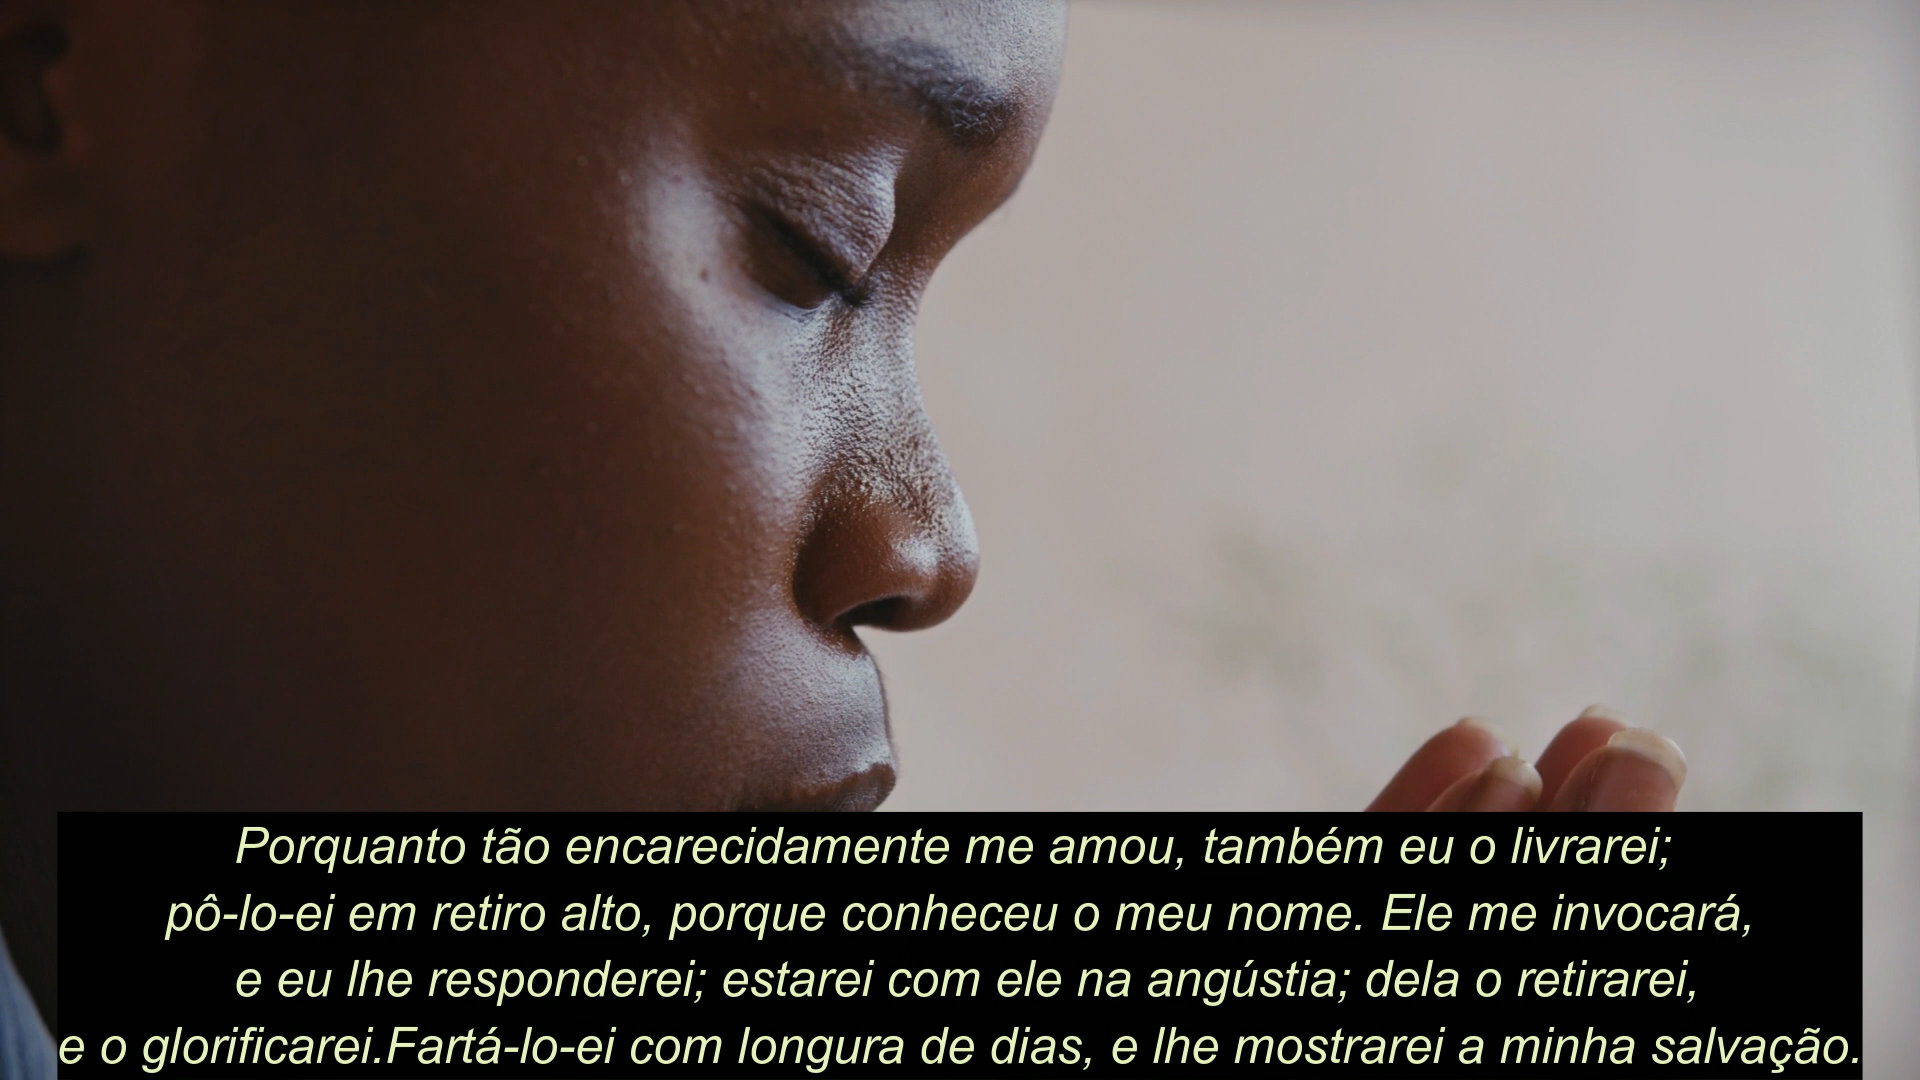 Porquanto tão encarecidamente me amou, também eu o livrarei;
pô-lo-ei em retiro alto, porque conheceu o meu nome. Ele me invocará,
e eu lhe responderei; estarei com ele na angústia; dela o retirarei,
e o glorificarei.Fartá-lo-ei com longura de dias, e lhe mostrarei a minha salvação.